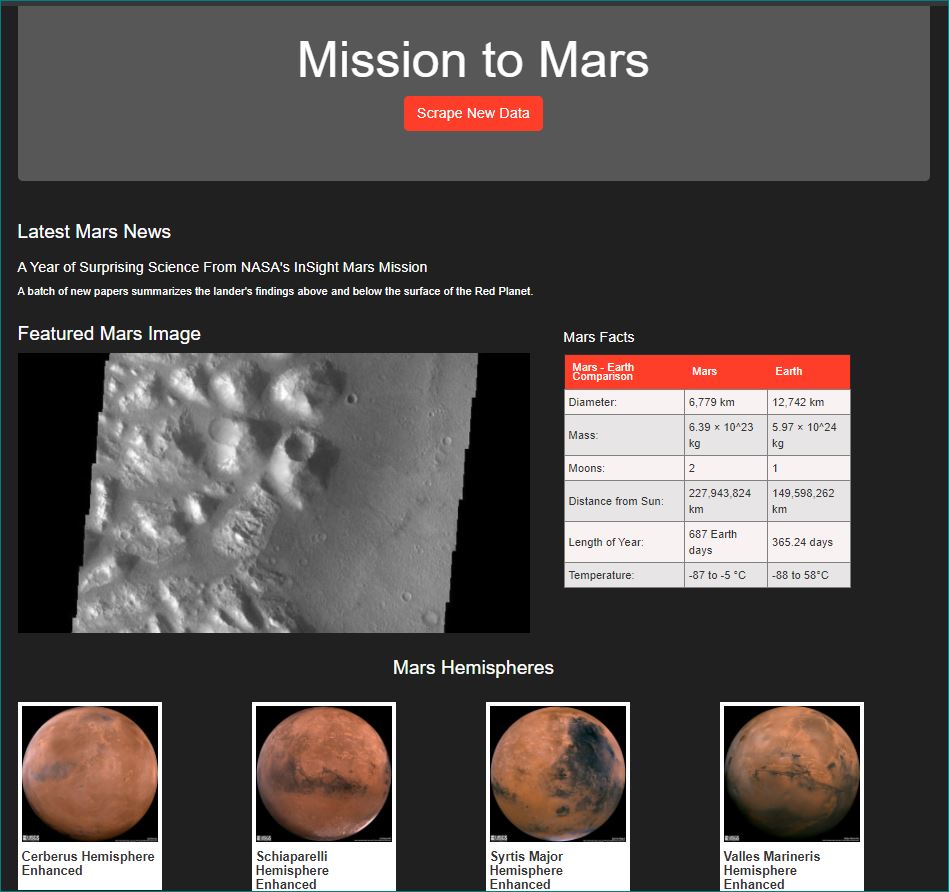 Mission to Mars
Scrape New Data
Latest Mars News
A Year of Surprising Science From NASA's InSight Mars Mission
A batch of new papers summarizes the lander's findings above and below the surface of the Red Planet.
Featured Mars Image
Mars Facts
Mars - Earth
Comparison
Mars
Earth
Diameter:
6,779 km
12,742 km
Mass:
6.39 × 10^23
kg
5.97 × 10^24
kg
Moons:
2
1
Distance from Sun:
227,943,824
km
149,598,262
km
Length of Year:
687 Earth
days
365.24 days
Temperature:
-87 to -5 °C
-88 to 58°C
Mars Hemispheres
USGS
USGS
USGS
USGS
Cerberus Hemisphere
Enhanced
Schiaparelli
Hemisphere
Enhanced
Syrtis Major
Hemisphere
Enhanced
Valles Marineris
Hemisphere
Enhanced